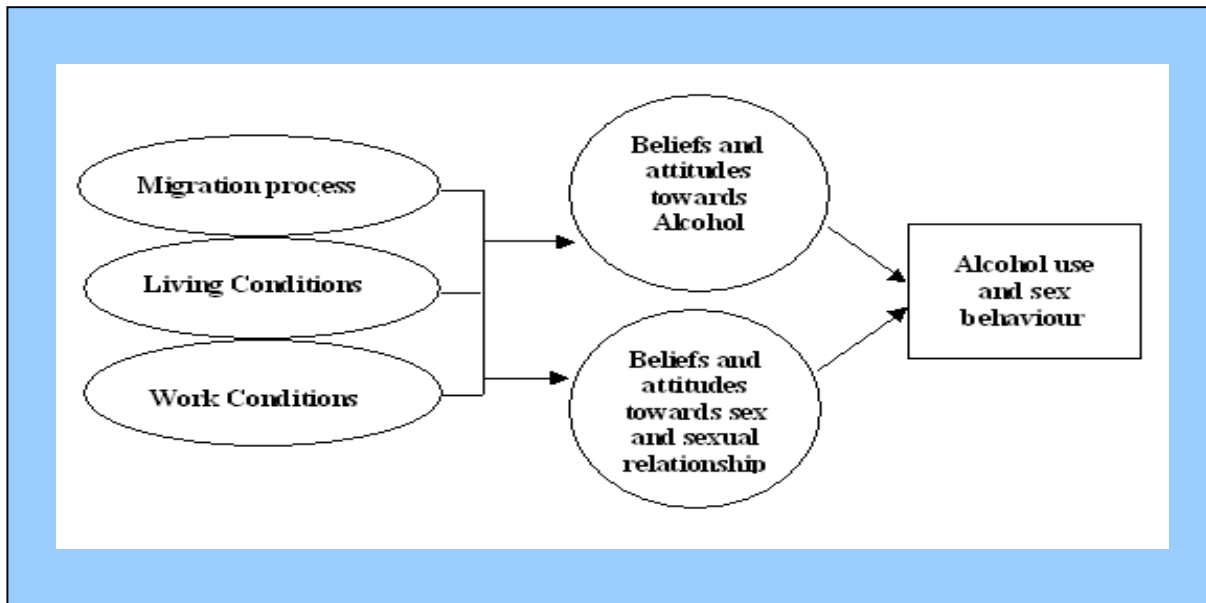 Migration process
Living Conditions
Work Conditions
Beliefs and
attitudes
towards
Alcohol
Beliefs and
attitudes
towards sex
and sexual
relationship
Alcohol use
and sex
behaviour